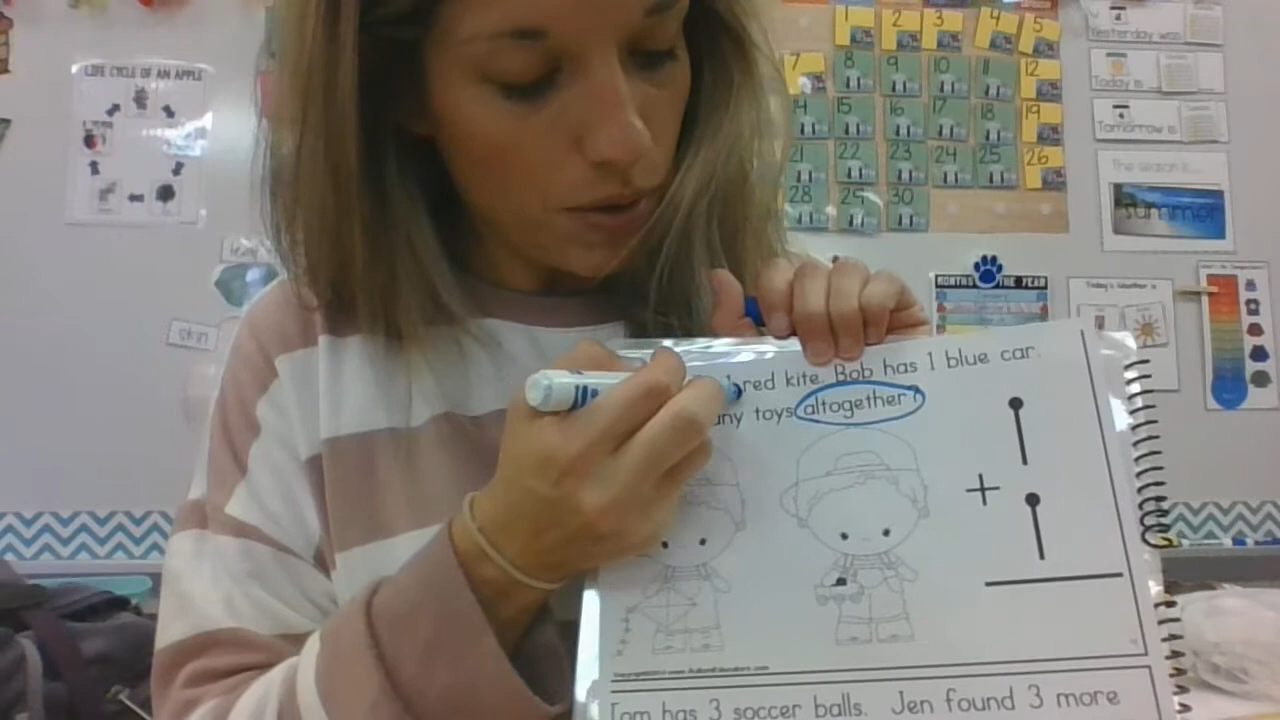 LIFE CYCLE OF AN APPLE
1 2 3 4 5
7 8 9 10 11 12
14 15 16 17 18 19
21 22 23 24 25 26
28 29 30
Yesterday was
Today is
Tomorrow is
The season is...
summer
MONTHS THE YEAR
Today's Weather is
skin
red kite. Bob has 1 blue car.
any toys altogether?
+
Tom has 3 soccer balls. Jen found 3 more